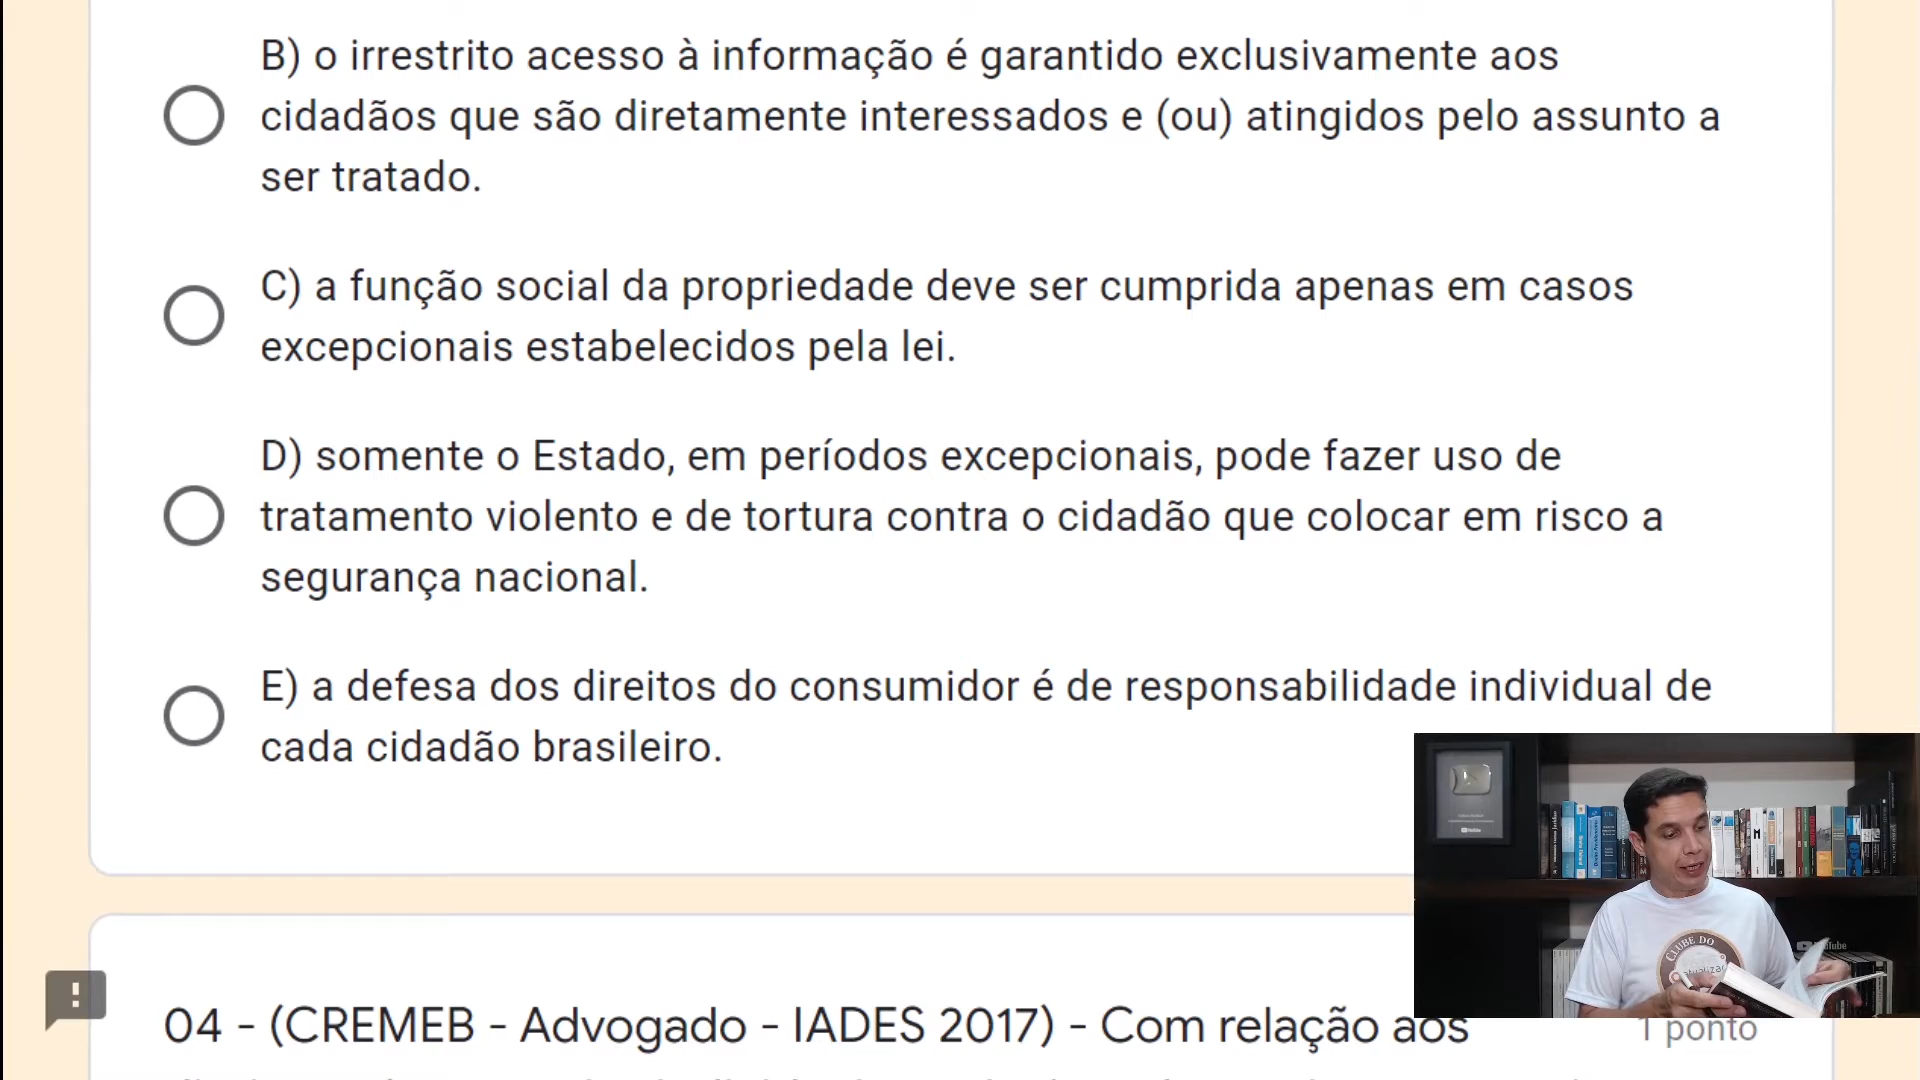 B) o irrestrito acesso à informação é garantido exclusivamente aos
cidadãos que são diretamente interessados e (ou) atingidos pelo assunto a
ser tratado.
C) a função social da propriedade deve ser cumprida apenas em casos
excepcionais estabelecidos pela lei.
D) somente o Estado, em períodos excepcionais, pode fazer uso de
tratamento violento e de tortura contra o cidadão que colocar em risco a
segurança nacional.
E) a defesa dos direitos do consumidor é de responsabilidade individual de
cada cidadão brasileiro.
CLUBE DO
04 - (CREMEB - Advogado - IADES 2017) - Com relação aos
1 ponto